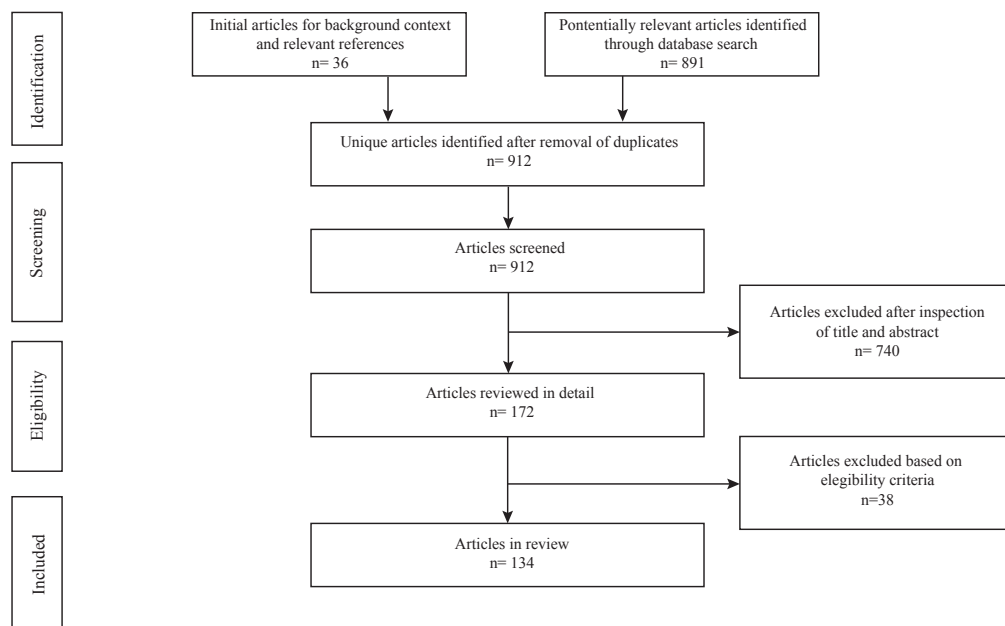 Identification
Initial articles for background context
and relevant references
n= 36
Pontentially relevant articles identified
through database search
n= 891
Unique articles identified after removal of duplicates
n= 912
Screening
Articles screened
n= 912
Articles excluded after inspection
of title and abstract
n= 740
Eligibility
Articles reviewed in detail
n= 172
Articles excluded based on
elegibility criteria
n=38
Included
Articles in review
n= 134